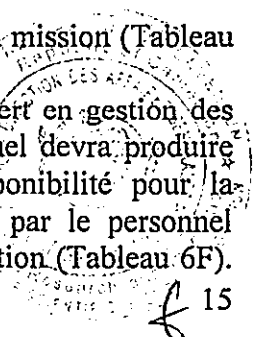 mission (Tableau
ert en gestion des
nel devra produire
ponibilité pour la
par le personnel
tion (Tableau 6F).
15